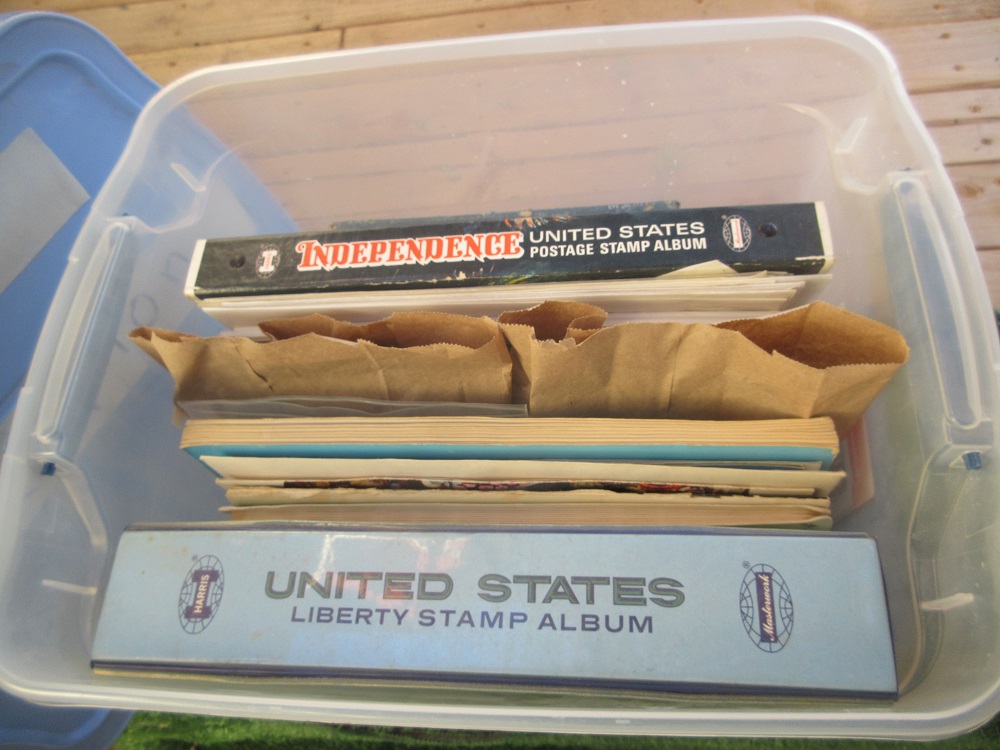 INDEPENDENCE UNITED STATES
POSTAGE STAMP ALBUM
HARRIS
UNITED STATES
LIBERTY STAMP ALBUM
Masterwork